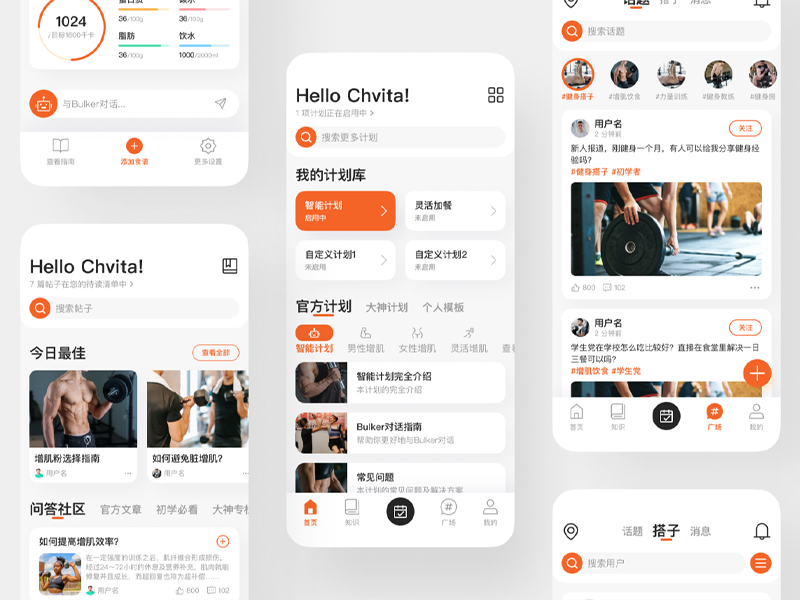 1024
/目标1600千卡
36/100g
36/100g
脂肪
饮水
36/100g
1000/2000ml
与Bulker对话...
查看指南
添加食谱
更多设置
Hello Chvita!
7 篇帖子在您的待读清单中 >
搜索帖子
今日最佳
查看全部
增肌粉选择指南
用户名
如何避免脏增肌?
用户名
问答社区
官方文章
初学必看
大神专栏
如何提高增肌效率?
在一定强度的训练之后，肌纤维会形成损伤，
经过24～72小时的休息及营养补充，肌肉就能
修复并且成长，而超回复也将为超补偿......
用户名
800
102
Hello Chvita!
1 项计划正在启用中 >
搜索更多计划
我的计划库
智能计划
启用中
灵活加餐
未启用
自定义计划1
未启用
自定义计划2
未启用
官方计划
大神计划
个人模板
智能计划
男性增肌
女性增肌
灵活增肌
查看
智能计划完全介绍
本计划的完全介绍
Bulker对话指南
帮助你更好地与Bulker对话
常见问题
本计划的常见问题及解决方案
首页
知识
广场
我的
话题
搭子
消息
搜索话题
#健身搭子
#增肌饮食
#力量训练
#健身教练
#健身房
用户名
2 分钟前
关注
新人报道，刚健身一个月，有人可以给我分享健身经
验吗?
#健身搭子 #初学者
800
102
用户名
2 分钟前
关注
学生党在学校怎么吃比较好？直接在食堂里解决一日
三餐可以吗?
#增肌饮食 #学生党
首页
知识
广场
我的
话题
搭子
消息
搜索用户